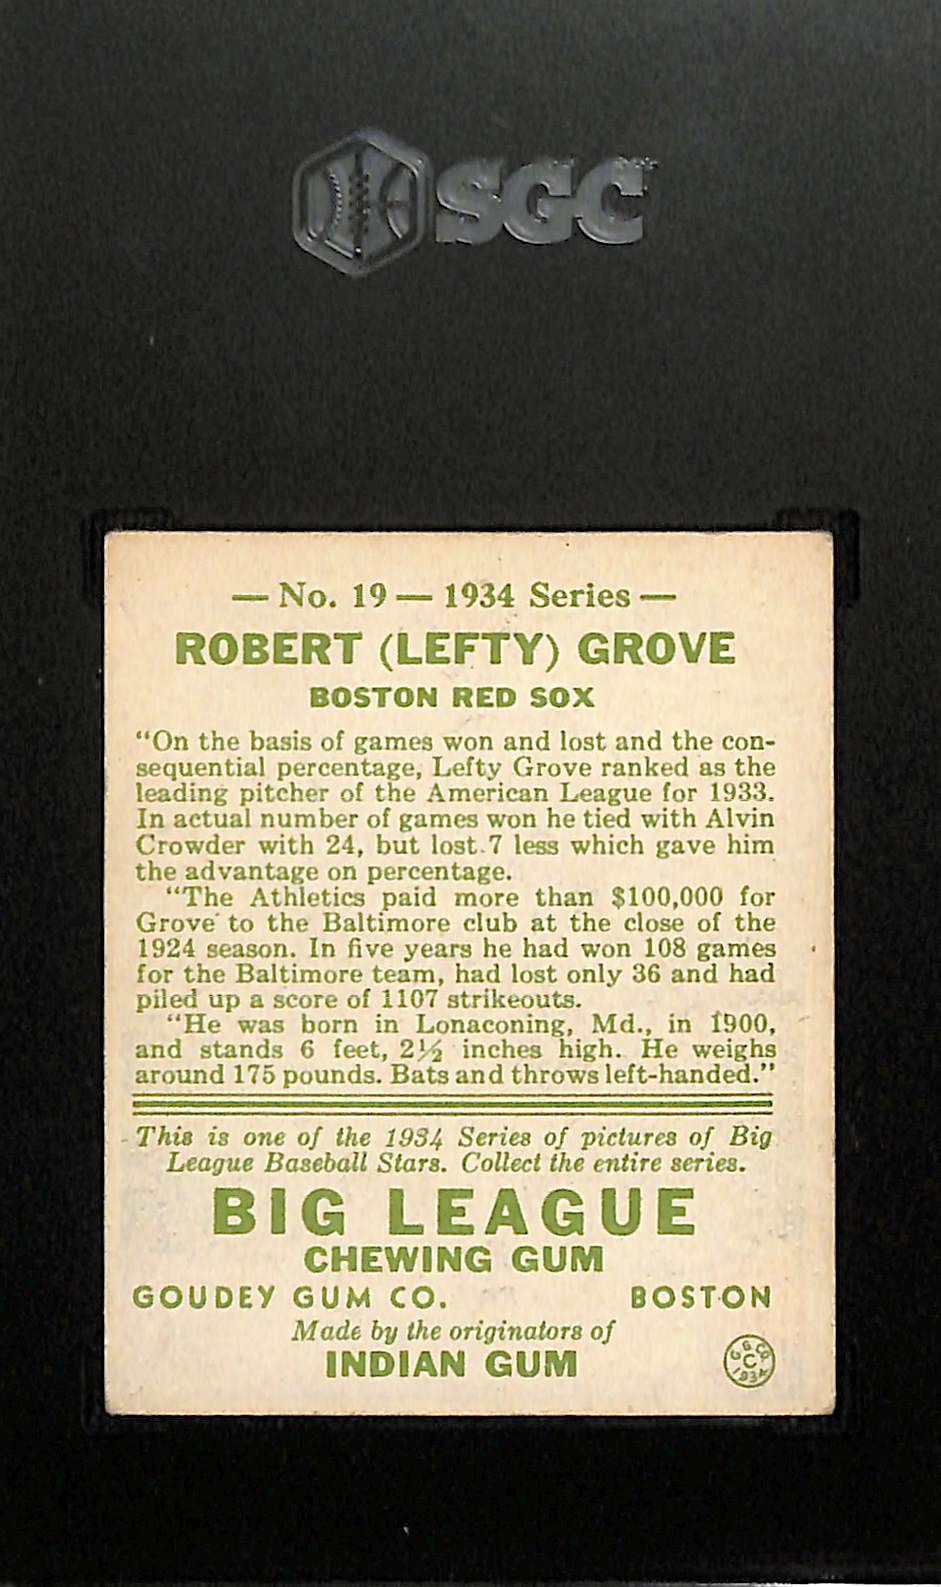 SGC
— No. 19 — 1934 Series —
ROBERT (LEFTY) GROVE
BOSTON RED SOX
"On the basis of games won and lost and the con-
sequential percentage, Lefty Grove ranked as the
leading pitcher of the American League for 1933.
In actual number of games won he tied with Alvin
Crowder with 24, but lost 7 less which gave him
the advantage on percentage.
"The Athletics paid more than $100,000 for
Grove to the Baltimore club at the close of the
1924 season. In five years he had won 108 games
for the Baltimore team, had lost only 36 and had
piled up a score of 1107 strikeouts.
"He was born in Lonaconing, Md., in 1900,
and stands 6 feet, 2½ inches high. He weighs
around 175 pounds. Bats and throws left-handed."
This is one of the 1934 Series of pictures of Big
League Baseball Stars. Collect the entire series.
BIG LEAGUE
CHEWING GUM
GOUDEY GUM CO. BOSTON
Made by the originators of
INDIAN GUM
G. G. CO.
C
1934